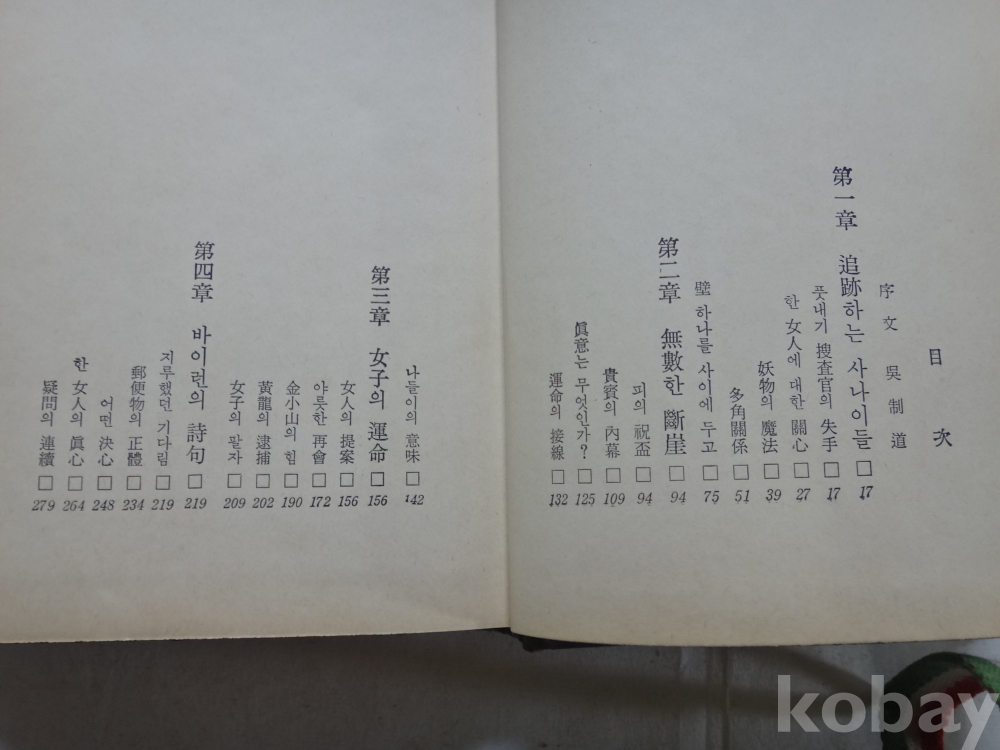 目次
序文 吳制道
第一章 追跡하는 사나이들 □ 17
풋내기 搜査官의 失手 □ 17
한 女人에 대한 關心 □ 27
妖物의 魔法 □ 39
多角關係 □ 51
壁 하나를 사이에 두고 □ 75
第二章 無數한 斷崖 □ 94
피의 祝盃 □ 94
貴賓의 內幕 □ 109
眞意는 무엇인가? □ 125
運命의 接線 □ 132
나들이의 意味 □ 142
第三章 女子의 運命 □ 156
女人의 提案 □ 156
야릇한 再會 □ 172
金小山의 힘 □ 190
黃龍의 逮捕 □ 202
女子의 팔자 □ 209
第四章 바이런의 詩句 □ 219
지루했던 기다림 □ 219
郵便物의 正體 □ 234
어떤 決心 □ 248
한 女人의 眞心 □ 264
疑問의 連續 □ 279
kobay